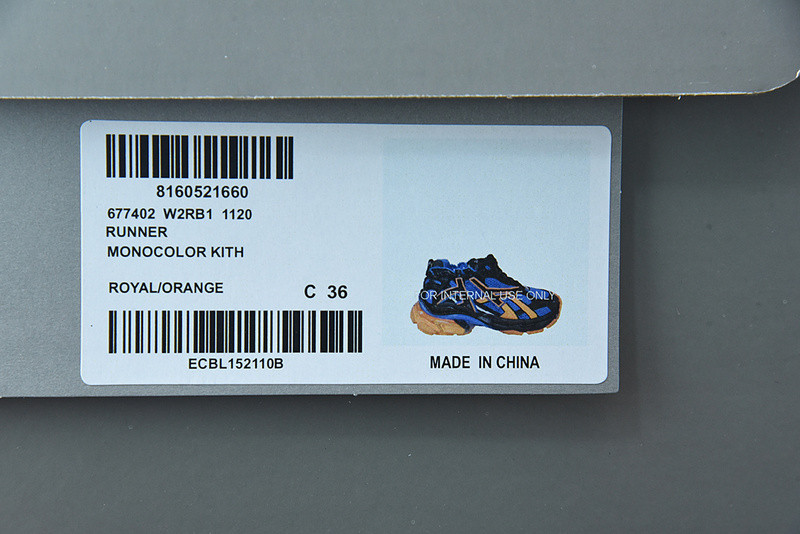 8160521660
677402 W2RB1 1120
RUNNER
MONOCOLOR KITH
ROYAL/ORANGE
C 36
ECBL152110B
OR INTERNAL USE ONLY
MADE IN CHINA